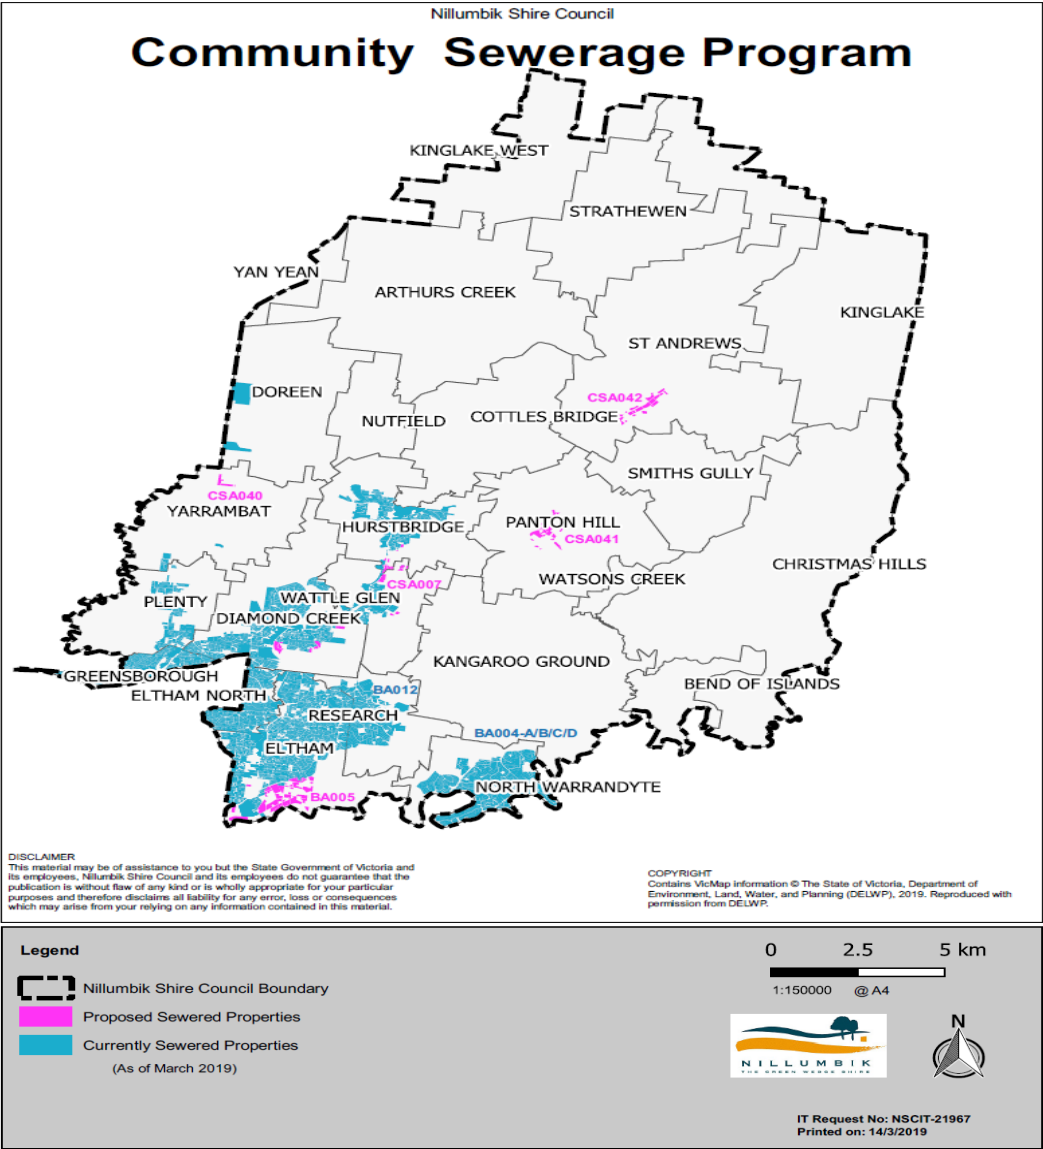 Nillumbik Shire Council
Community Sewerage Program
KINGLAKE WEST
STRATHEWEN
YAN YEAN
ARTHURS CREEK
KINGLAKE
ST ANDREWS
DOREEN
CSA042
NUTFIELD
COTTLES BRIDGE
SMITHS GULLY
CSA040
YARRAMBAT
HURSTBRIDGE
PANTON HILL
CSA041
CHRISTMAS HILLS
WATSONS CREEK
CSA007
WATTLE GLEN
PLENTY
DIAMOND CREEK
KANGAROO GROUND
GREENSBOROUGH
BEND OF ISLANDS
ELTHAM NORTH
BA012
RESEARCH
BA004-A/B/C/D
ELTHAM
NORTH WARRANDYTE
BA005
DISCLAIMER
This material may be of assistance to you but the State Government of Victoria and
its employees, Nillumbik Shire Council and its employees do not guarantee that the
publication is without flaw of any kind or is wholly appropriate for your particular
purposes and therefore disclaims all liability for any error, loss or consequences
which may arise from your relying on any information contained in this material.
COPYRIGHT
Contains VicMap information © The State of Victoria, Department of
Environment, Land, Water, and Planning (DELWP), 2019. Reproduced with
permission from DELWP.
Legend
Nillumbik Shire Council Boundary
Proposed Sewered Properties
Currently Sewered Properties
(As of March 2019)
0 2.5 5 km
1:150000 @ A4
NILLUMBIK
THE GREEN WEDGE SHIRE
N
IT Request No: NSCIT-21967
Printed on: 14/3/2019